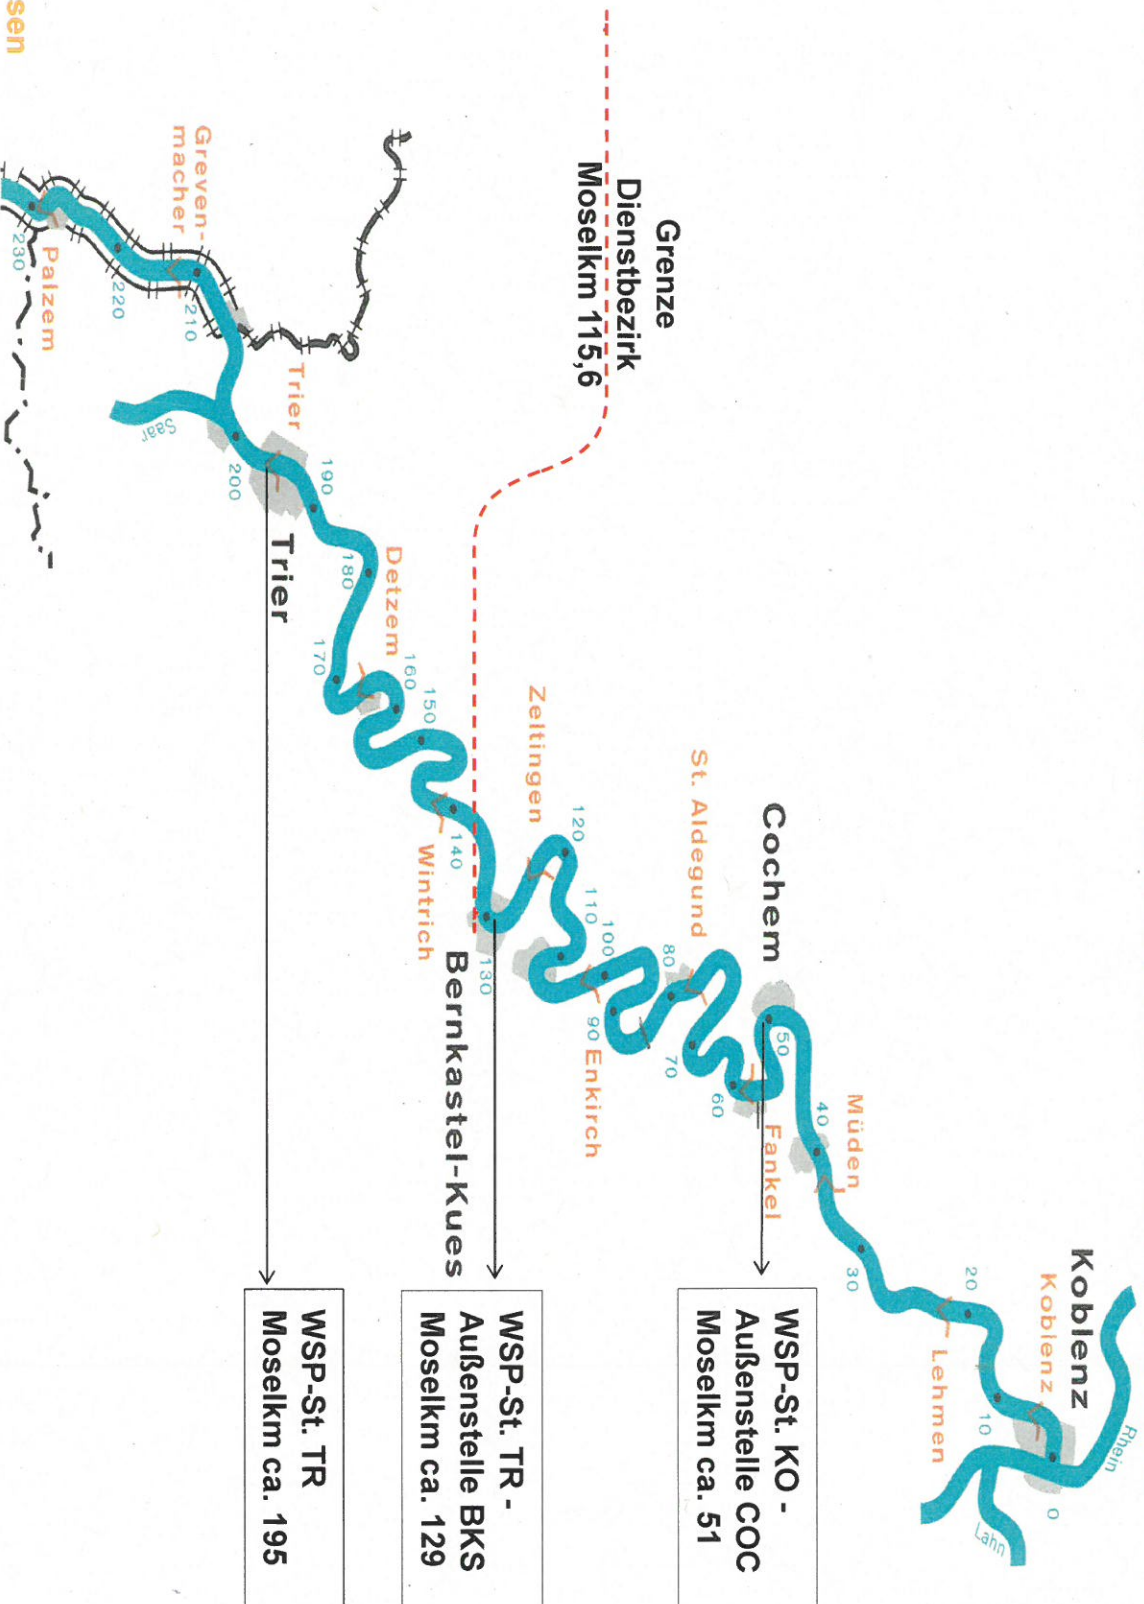 sen
Grenze
Dienstbezirk
Moselkm 115,6
Koblenz
Koblenz
Rhein
Lahn
0
10
20
Lehmen
30
Müden
40
Cochem
50
Fankel
60
70
St. Aldegund
80
90
Enkirch
100
110
120
Zeltingen
130
Bernkastel-Kues
140
Wintrich
150
160
Detzem
170
180
190
Trier
Trier
200
Saar
210
Greven-
macher
220
Palzem
230
WSP-St. KO -
Außenstelle COC
Moselkm ca. 51
WSP-St. TR -
Außenstelle BKS
Moselkm ca. 129
WSP-St. TR
Moselkm ca. 195